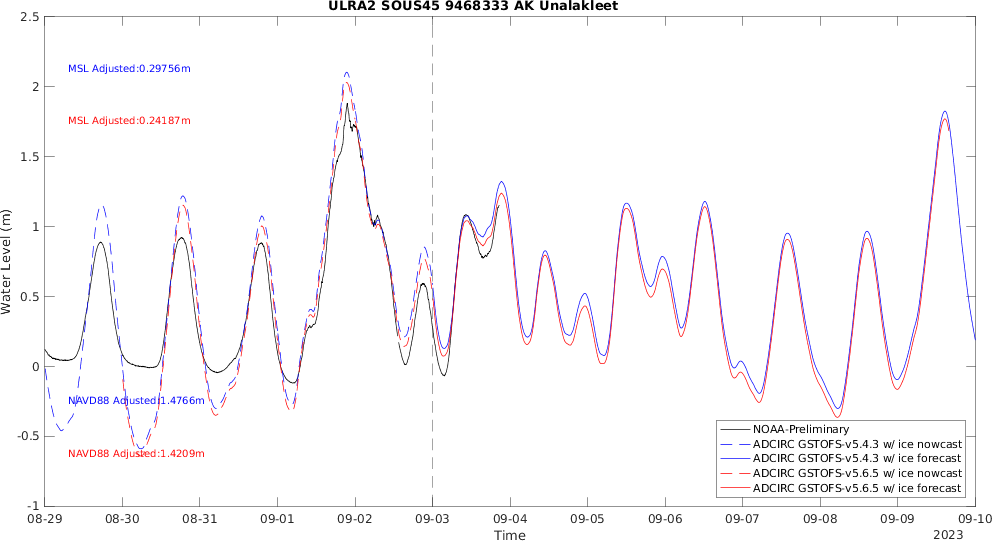 ULRA2 SOUS45 9468333 AK Unalakleet
2.5
2
1.5
1
0.5
0
-0.5
-1
Water Level (m)
MSL Adjusted:0.29756m
MSL Adjusted:0.24187m
NAVD88 Adjusted:1.4766m
NAVD88 Adjusted:1.4209m
NOAA-Preliminary
ADCIRC GSTOFS-v5.4.3 w/ ice nowcast
ADCIRC GSTOFS-v5.4.3 w/ ice forecast
ADCIRC GSTOFS-v5.6.5 w/ ice nowcast
ADCIRC GSTOFS-v5.6.5 w/ ice forecast
08-29 08-30 08-31 09-01 09-02 09-03 09-04 09-05 09-06 09-07 09-08 09-09 09-10
Time
2023